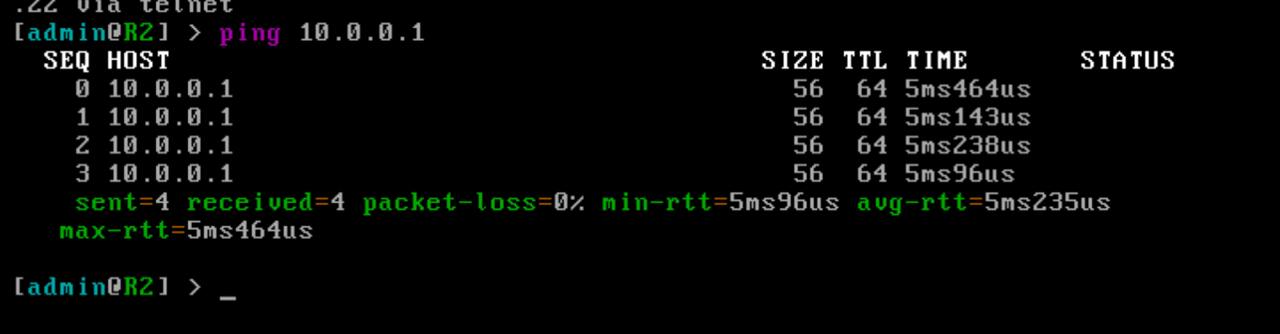 .22 via telnet
[admin@R2] > ping 10.0.0.1
SEQ HOST SIZE TTL TIME STATUS
0 10.0.0.1 56 64 5ms464us
1 10.0.0.1 56 64 5ms143us
2 10.0.0.1 56 64 5ms238us
3 10.0.0.1 56 64 5ms96us
sent=4 received=4 packet-loss=0% min-rtt=5ms96us avg-rtt=5ms235us
max-rtt=5ms464us
[admin@R2] > _